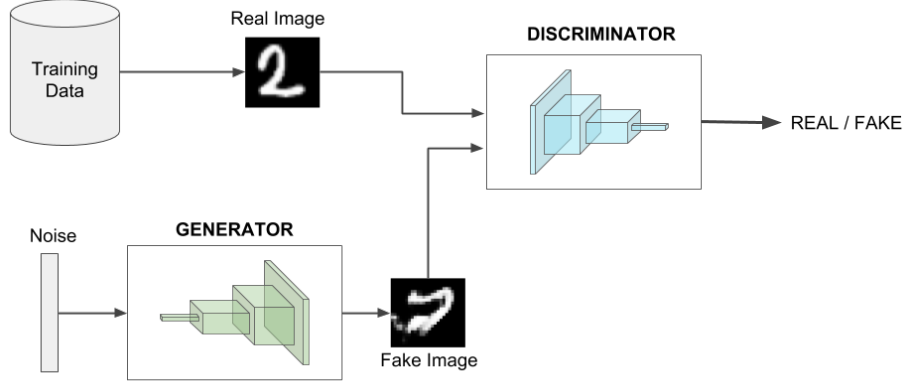 Real Image
DISCRIMINATOR
Training
Data
REAL / FAKE
Noise
GENERATOR
Fake Image